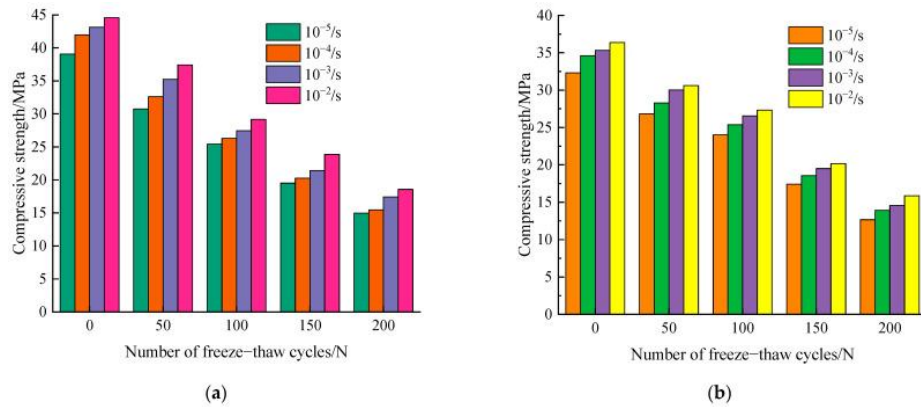 45
40
35
30
25
20
15
10
5
0
Compressive strength/MPa
10⁻⁵/s
10⁻⁴/s
10⁻³/s
10⁻²/s
0 50 100 150 200
Number of freeze−thaw cycles/N
(a)
40
35
30
25
20
15
10
5
0
Compressive strength/MPa
10⁻⁵/s
10⁻⁴/s
10⁻³/s
10⁻²/s
0 50 100 150 200
Number of freeze−thaw cycles/N
(b)